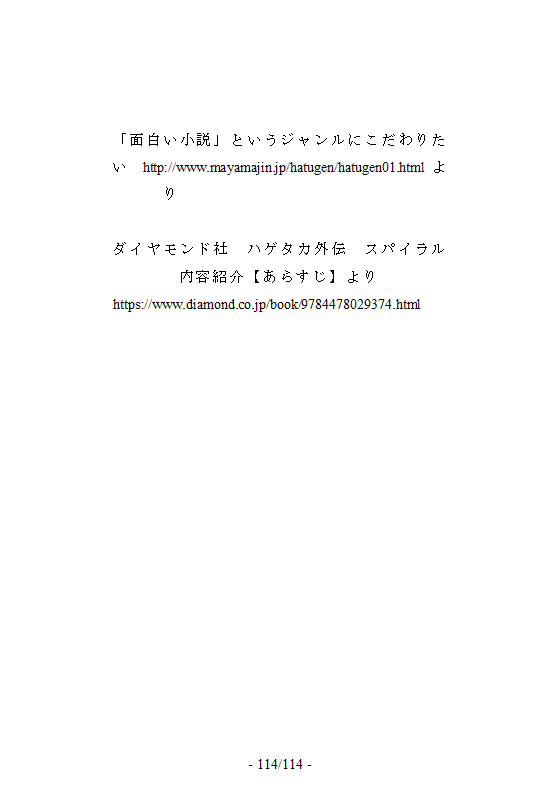 「面白い小説」というジャンルにこだわりた
い http://www.mayamajin.jp/hatugen/hatugen01.html よ
り
ダイヤモンド社　ハゲタカ外伝　スパイラル
内容紹介【あらすじ】より
https://www.diamond.co.jp/book/9784478029374.html
- 114/114 -